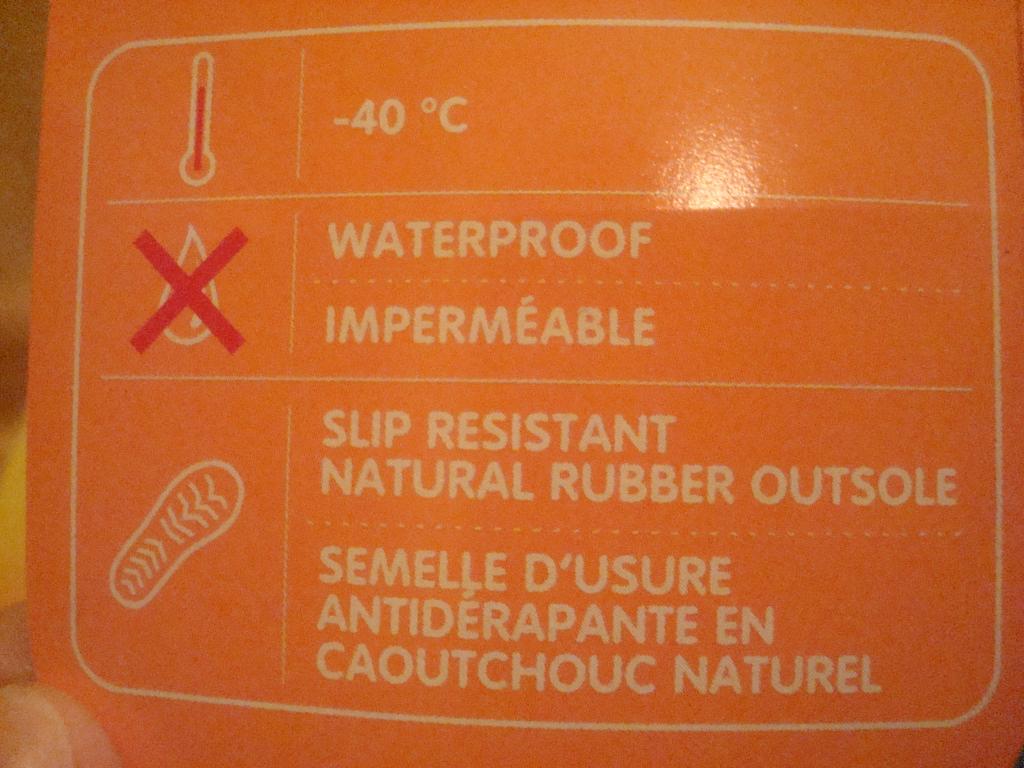 -40 °C
WATERPROOF
IMPERMÉABLE
SLIP RESISTANT
NATURAL RUBBER OUTSOLE
SEMELLE D'USURE
ANTIDÉRAPANTE EN
CAOUTCHOUC NATUREL